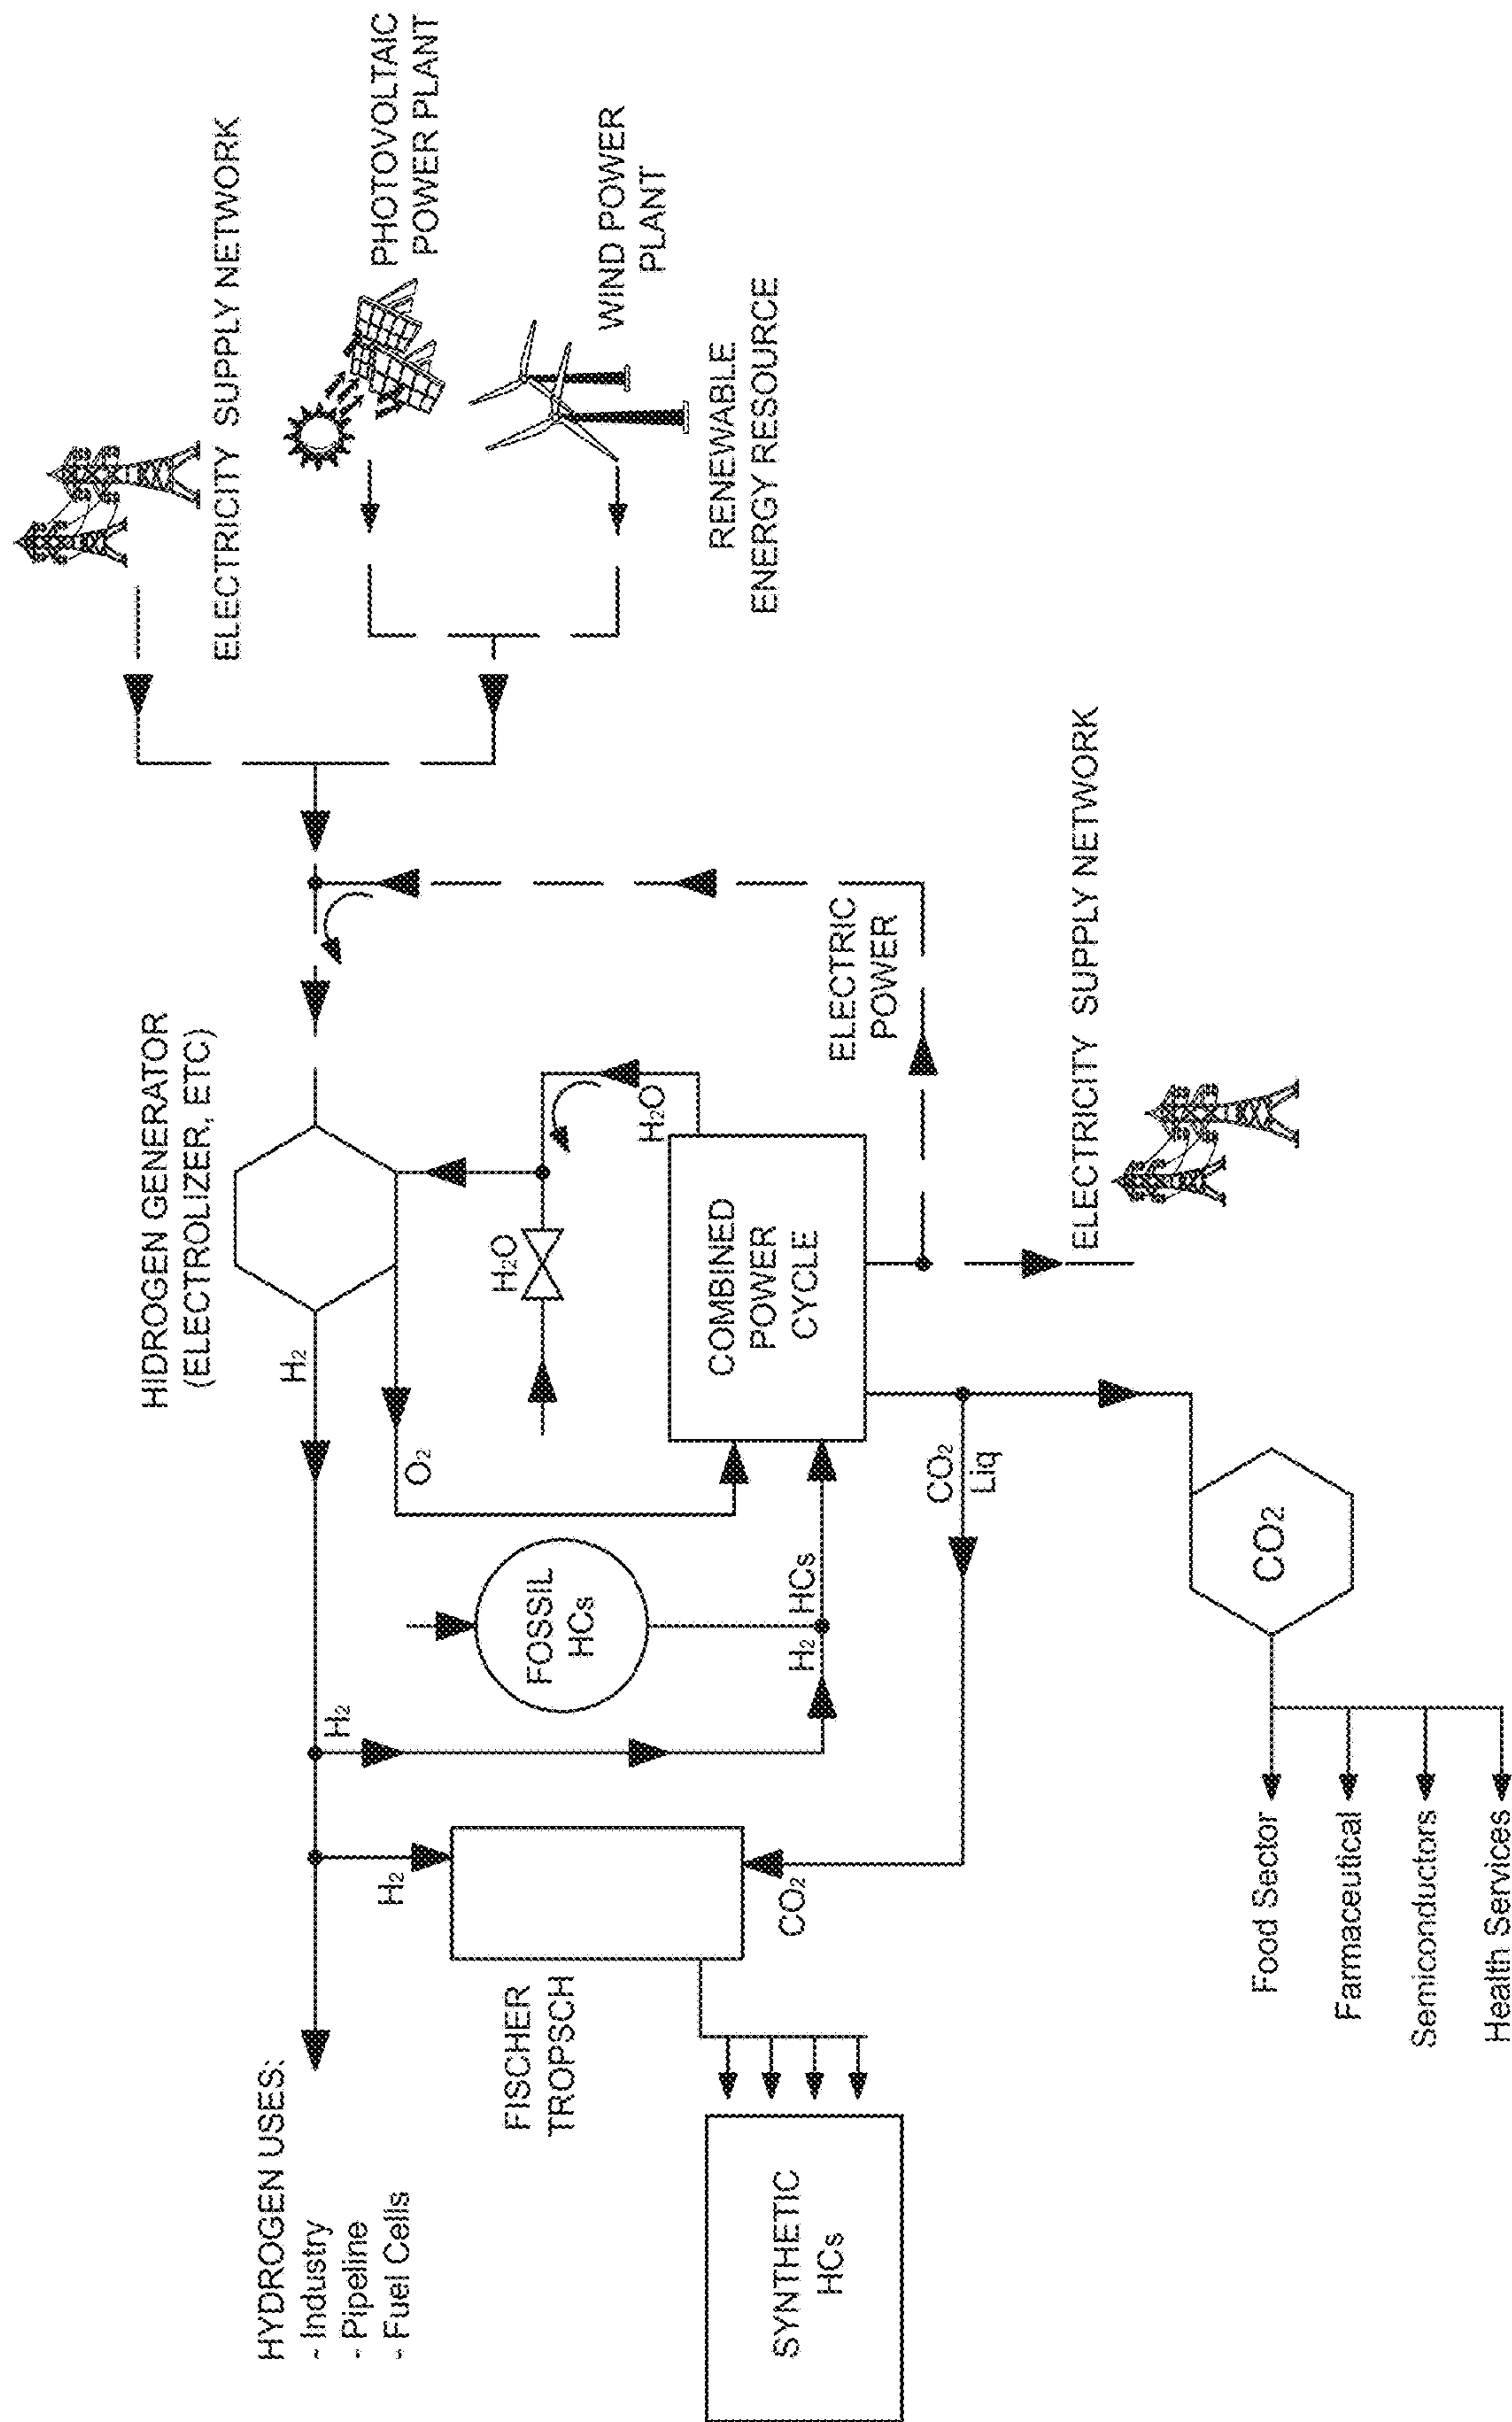 HYDROGEN USES:
- Industry
- Pipeline
- Fuel Cells
H2
H2
H2
HIDROGEN GENERATOR
(ELECTROLIZER, ETC)
ELECTRICITY SUPPLY NETWORK
PHOTOVOLTAIC
POWER PLANT
WIND POWER
PLANT
RENEWABLE
ENERGY RESOURCE
O2
H2O
H2O
FISCHER
TROPSCH
FOSSIL
HCs
H2
HCs
COMBINED
POWER
CYCLE
ELECTRIC
POWER
SYNTHETIC
HCs
CO2
CO2
Liq
ELECTRICITY SUPPLY NETWORK
CO2
Food Sector
Farmaceutical
Semiconductors
Health Services